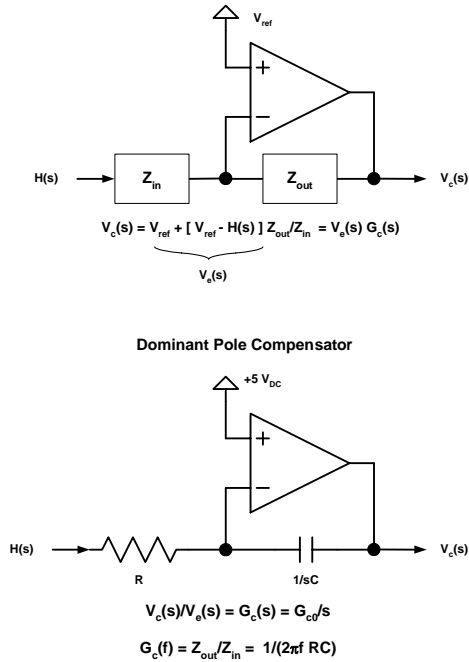 V_ref
+
−
H(s)
Z_in
Z_out
V_c(s)
V_c(s) = V_ref + [ V_ref - H(s) ] Z_out/Z_in = V_e(s) G_c(s)
V_e(s)
Dominant Pole Compensator
+5 V_DC
+
−
H(s)
V_c(s)
R
1/sC
V_c(s)/V_e(s) = G_c(s) = G_c0/s
G_c(f) = Z_out/Z_in = 1/(2πf RC)